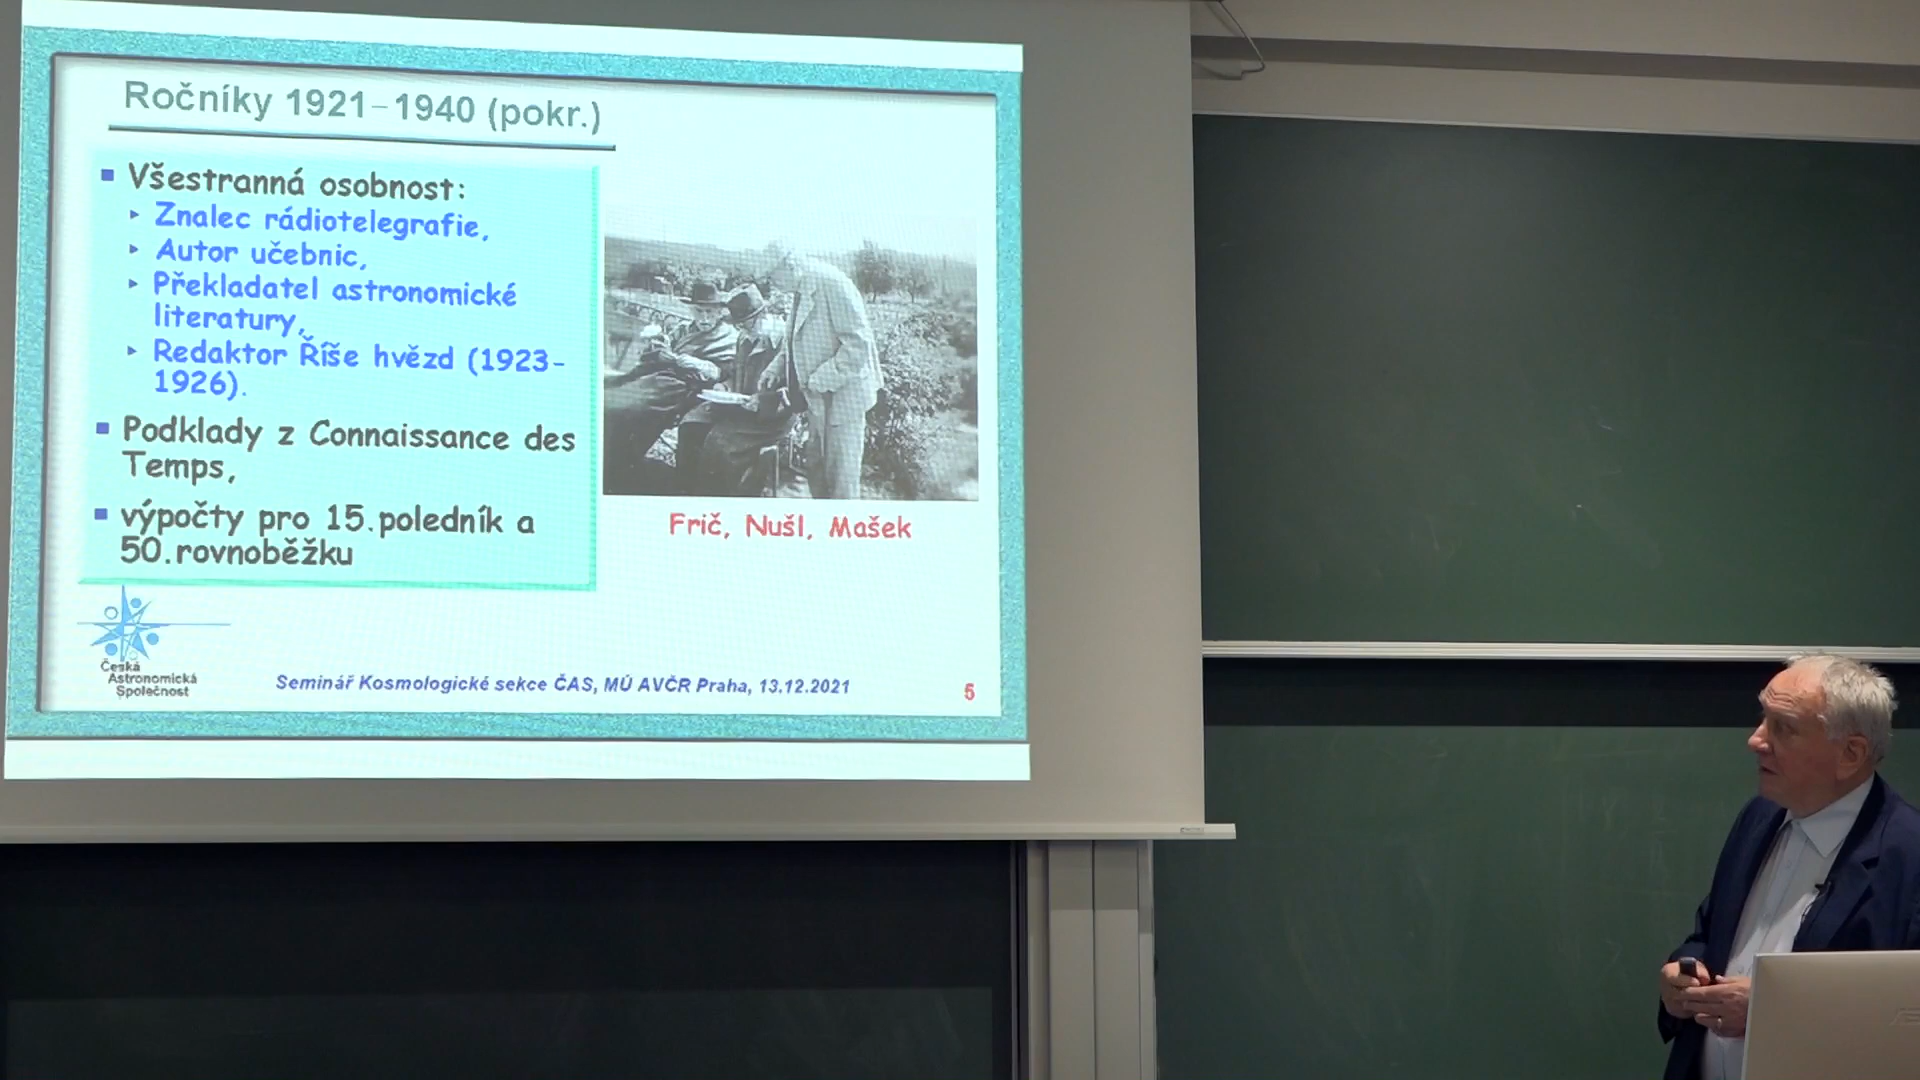 Ročníky 1921–1940 (pokr.)
Všestranná osobnost:
Znalec rádiotelegrafie,
Autor učebnic,
Překladatel astronomické
literatury,
Redaktor Říše hvězd (1923-
1926).
Podklady z Connaissance des
Temps,
výpočty pro 15.poledník a
50.rovnoběžku
Frič, Nušl, Mašek
Česká
Astronomická
Společnost
Seminář Kosmologické sekce ČAS, MÚ AVČR Praha, 13.12.2021
5